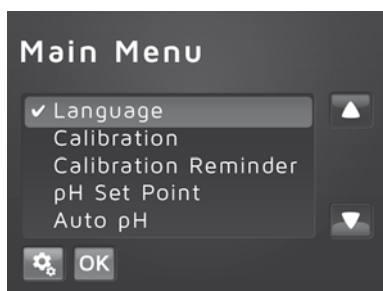 Main Menu
Language
Calibration
Calibration Reminder
pH Set Point
Auto pH
OK